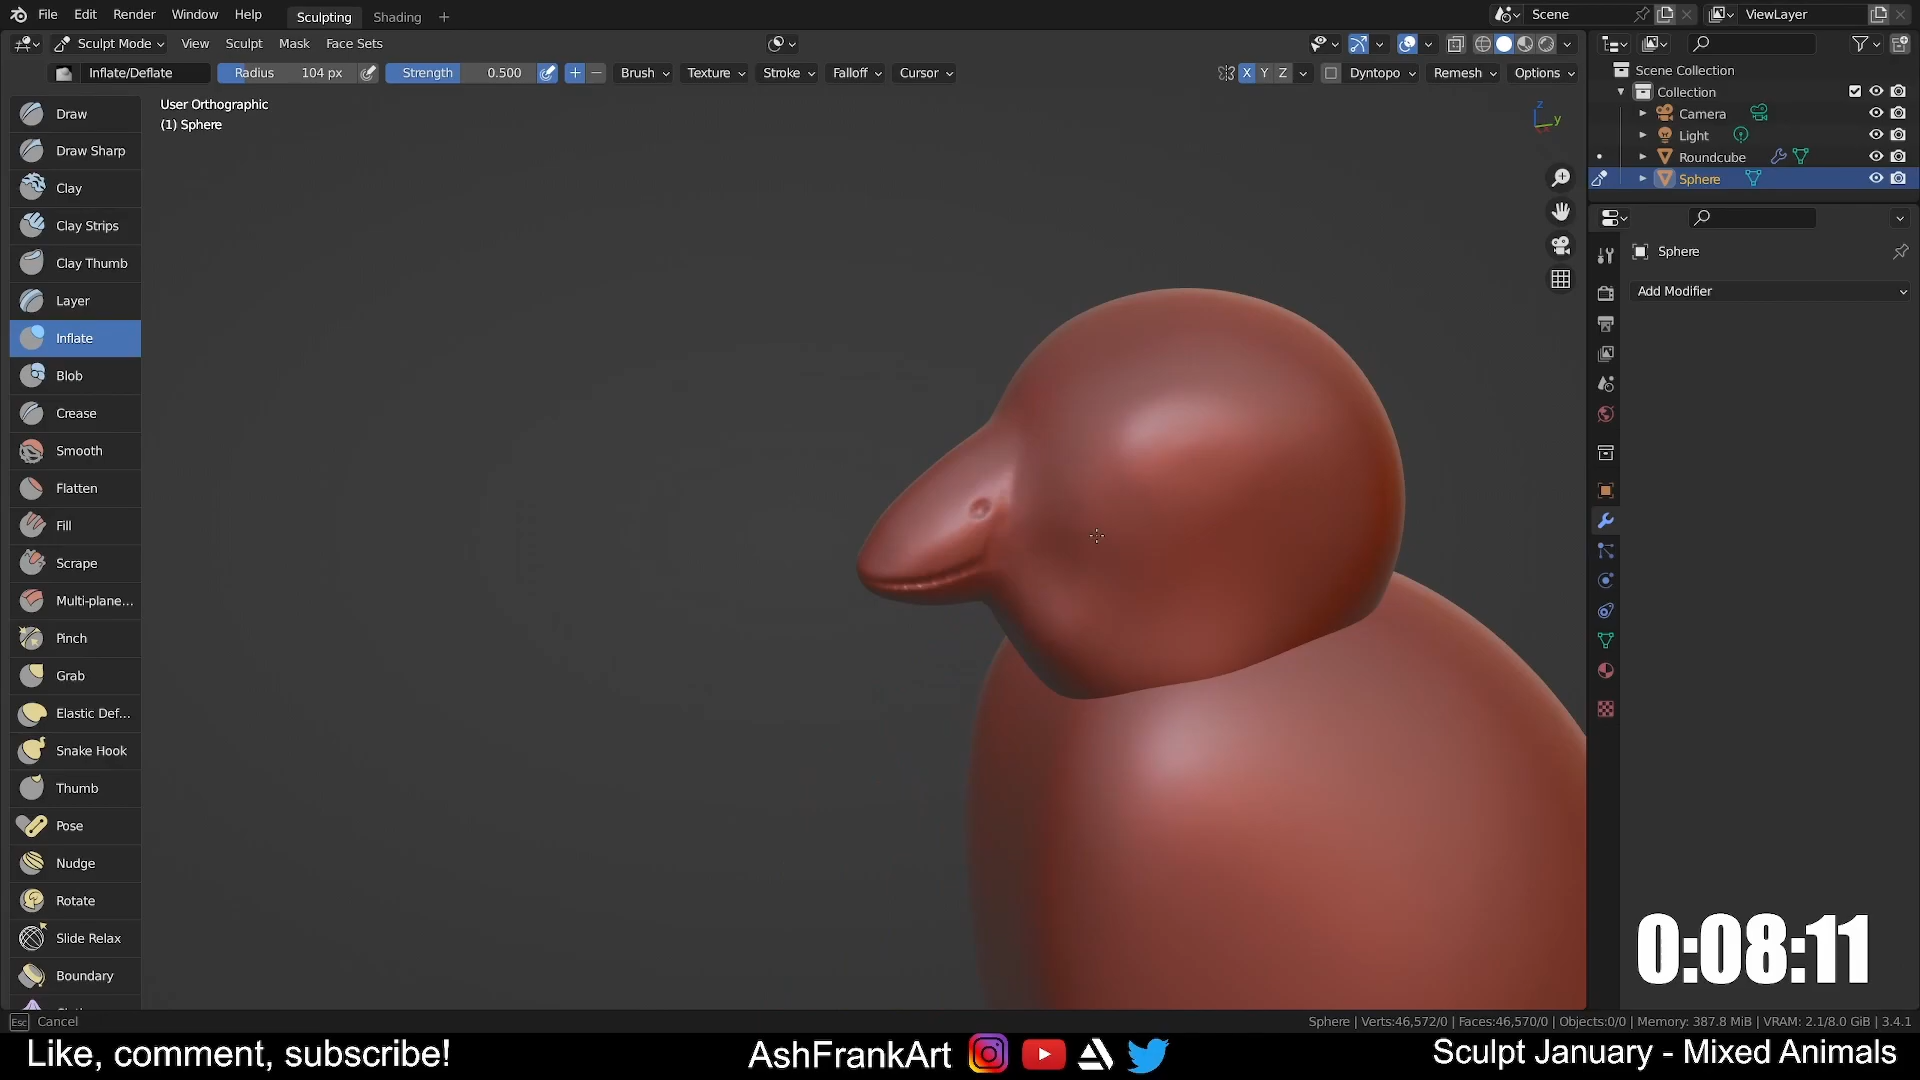 File Edit Render Window Help Sculpting Shading + Scene ViewLayer
Sculpt Mode View Sculpt Mask Face Sets
Inflate/Deflate Radius 104 px Strength 0.500 + − Brush Texture Stroke Falloff Cursor X Y Z Dyntopo Remesh Options
User Orthographic
(1) Sphere
z
y
Draw
Draw Sharp
Clay
Clay Strips
Clay Thumb
Layer
Inflate
Blob
Crease
Smooth
Flatten
Fill
Scrape
Multi-plane...
Pinch
Grab
Elastic Def...
Snake Hook
Thumb
Pose
Nudge
Rotate
Slide Relax
Boundary
Scene Collection
Collection
Camera
Light
Roundcube
Sphere
Sphere
Add Modifier
0:08:11
Esc Cancel
Sphere | Verts:46,572/0 | Faces:46,570/0 | Objects:0/0 | Memory: 387.8 MiB | VRAM: 2.1/8.0 GiB | 3.4.1
Like, comment, subscribe! AshFrankArt Sculpt January - Mixed Animals